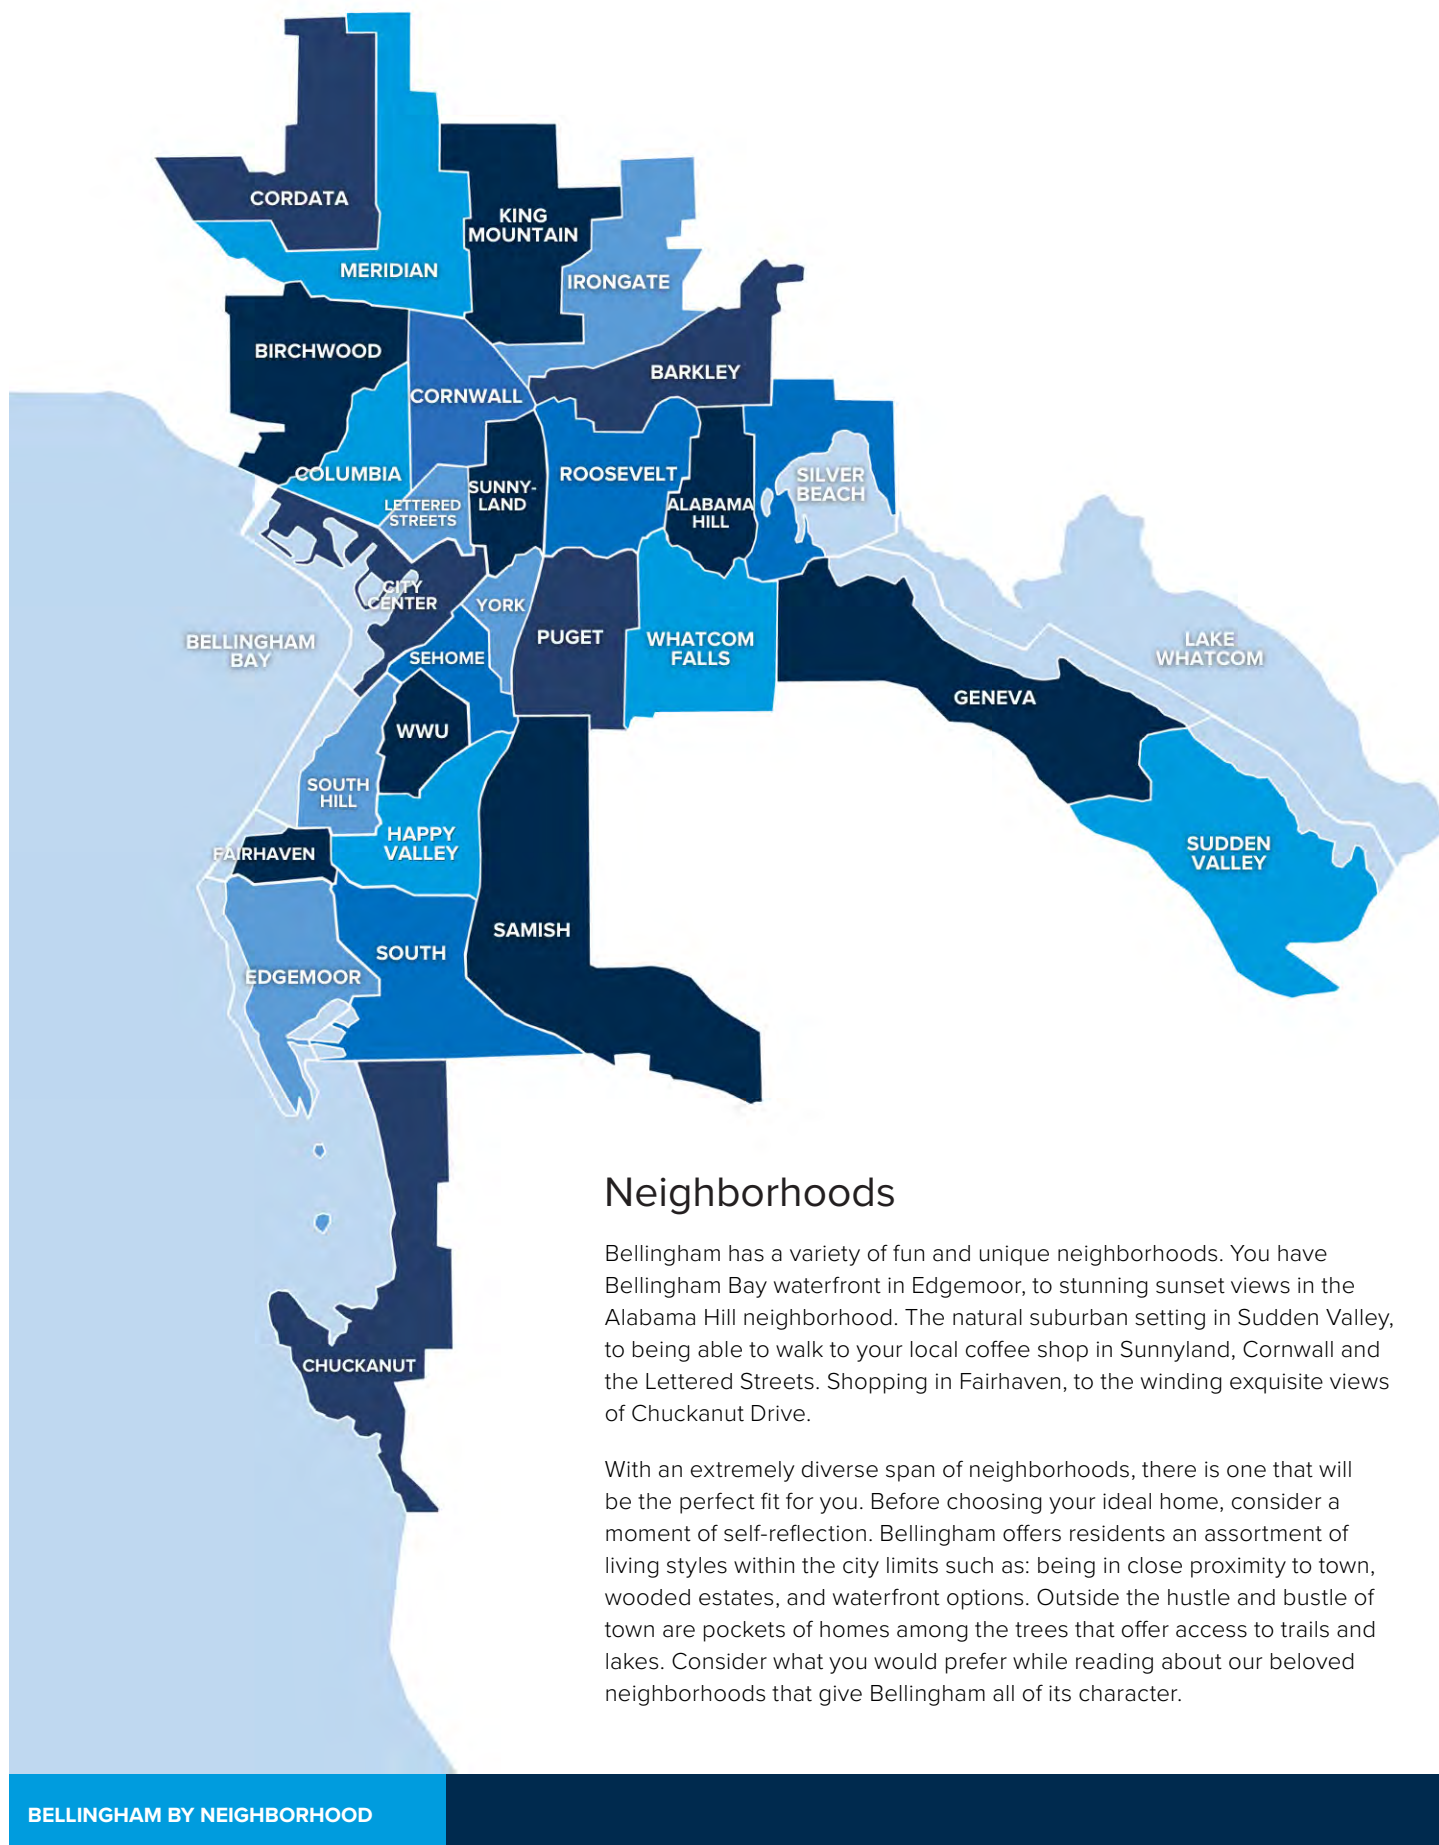 CORDATA
KING
MOUNTAIN
MERIDIAN
IRONGATE
BIRCHWOOD
BARKLEY
CORNWALL
COLUMBIA
ROOSEVELT
SILVER
BEACH
SUNNY-
LAND
LETTERED
STREETS
ALABAMA
HILL
CITY
CENTER
YORK
PUGET
WHATCOM
FALLS
BELLINGHAM
BAY
SEHOME
LAKE
WHATCOM
GENEVA
WWU
SOUTH
HILL
HAPPY
VALLEY
FAIRHAVEN
SUDDEN
VALLEY
SAMISH
SOUTH
EDGEMOOR
CHUCKANUT
Neighborhoods
Bellingham has a variety of fun and unique neighborhoods. You have
Bellingham Bay waterfront in Edgemoor, to stunning sunset views in the
Alabama Hill neighborhood. The natural suburban setting in Sudden Valley,
to being able to walk to your local coffee shop in Sunnyland, Cornwall and
the Lettered Streets. Shopping in Fairhaven, to the winding exquisite views
of Chuckanut Drive.
With an extremely diverse span of neighborhoods, there is one that will
be the perfect fit for you. Before choosing your ideal home, consider a
moment of self-reflection. Bellingham offers residents an assortment of
living styles within the city limits such as: being in close proximity to town,
wooded estates, and waterfront options. Outside the hustle and bustle of
town are pockets of homes among the trees that offer access to trails and
lakes. Consider what you would prefer while reading about our beloved
neighborhoods that give Bellingham all of its character.
BELLINGHAM BY NEIGHBORHOOD